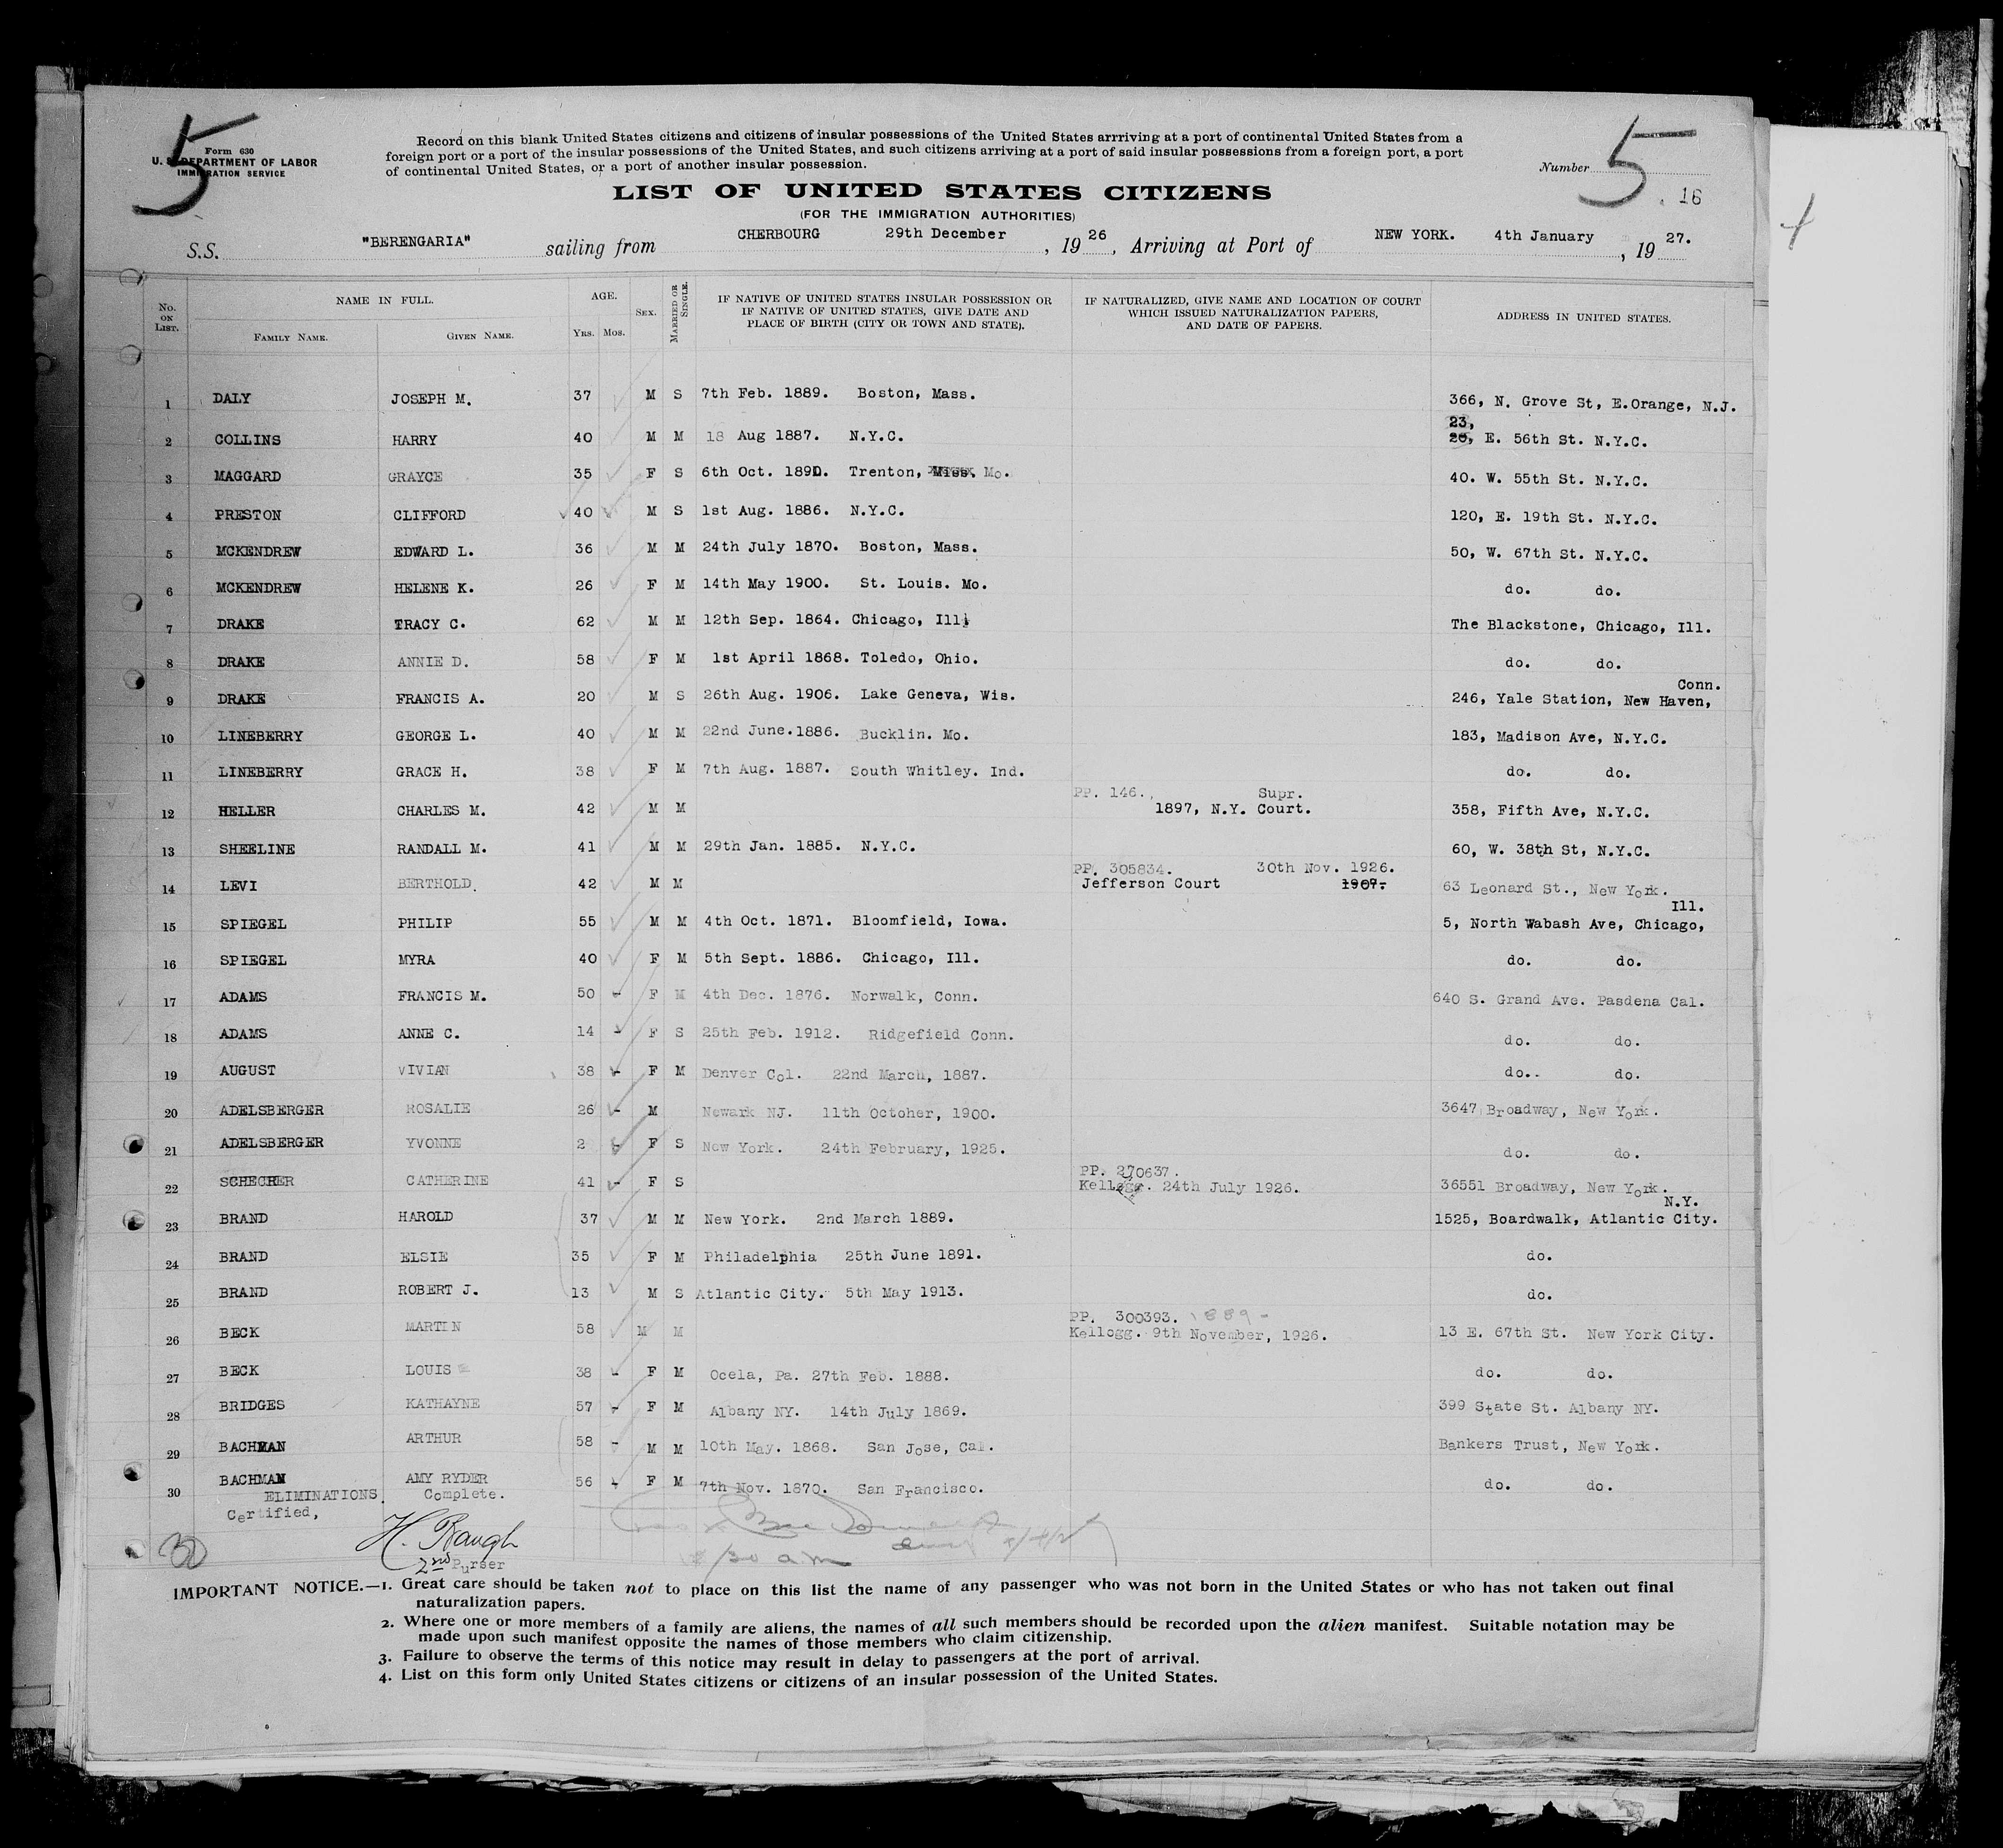 5
Form 630
U. S. DEPARTMENT OF LABOR
IMMIGRATION SERVICE
Record on this blank United States citizens and citizens of insular possessions of the United States arrriving at a port of continental United States from a
foreign port or a port of the insular possessions of the United States, and such citizens arriving at a port of said insular possessions from a foreign port, a port
of continental United States, or a port of another insular possession.
Number 5
16
LIST OF UNITED STATES CITIZENS
(FOR THE IMMIGRATION AUTHORITIES)
S.S. "BERENGARIA" sailing from CHERBOURG 29th December, 19 26, Arriving at Port of NEW YORK. 4th January, 19 27.
No. ON LIST. NAME IN FULL. FAMILY NAME. GIVEN NAME. AGE. YRS. MOS. SEX. MARRIED OR SINGLE. IF NATIVE OF UNITED STATES INSULAR POSSESSION OR IF NATIVE OF UNITED STATES, GIVE DATE AND PLACE OF BIRTH (CITY OR TOWN AND STATE). IF NATURALIZED, GIVE NAME AND LOCATION OF COURT WHICH ISSUED NATURALIZATION PAPERS, AND DATE OF PAPERS. ADDRESS IN UNITED STATES.
1 DALY JOSEPH M. 37 M S 7th Feb. 1889. Boston, Mass. 366, N. Grove St, E.Orange, N.J.
23,
2 COLLINS HARRY 40 M M 18 Aug 1887. N.Y.C. 20, E. 56th St. N.Y.C.
3 MAGGARD GRAYCE 35 F S 6th Oct. 1890. Trenton, Miss. Mo. 40. W. 55th St. N.Y.C.
4 PRESTON CLIFFORD 40 M S 1st Aug. 1886. N.Y.C. 120, E. 19th St. N.Y.C.
5 MCKENDREW EDWARD L. 36 M M 24th July 1870. Boston, Mass. 50, W. 67th St. N.Y.C.
6 MCKENDREW HELENE K. 26 F M 14th May 1900. St. Louis. Mo. do. do.
7 DRAKE TRACY C. 62 M M 12th Sep. 1864. Chicago, Ill. The Blackstone, Chicago, Ill.
8 DRAKE ANNIE D. 58 F M 1st April 1868. Toledo, Ohio. do. do.
Conn.
9 DRAKE FRANCIS A. 20 M S 26th Aug. 1906. Lake Geneva, Wis. 246, Yale Station, New Haven,
10 LINEBERRY GEORGE L. 40 M M 22nd June.1886. Bucklin. Mo. 183, Madison Ave, N.Y.C.
11 LINEBERRY GRACE H. 38 F M 7th Aug. 1887. South Whitley. Ind. do. do.
PP. 146., Supr.
12 HELLER CHARLES M. 42 M M 1897, N.Y. Court. 358, Fifth Ave, N.Y.C.
13 SHEELINE RANDALL M. 41 M M 29th Jan. 1885. N.Y.C. 60, W. 38th St, N.Y.C.
PP. 305834. 30th Nov. 1926.
14 LEVI BERTHOLD. 42 M M Jefferson Court 1907. 63 Leonard St., New York.
Ill.
15 SPIEGEL PHILIP 55 M M 4th Oct. 1871. Bloomfield, Iowa. 5, North Wabash Ave, Chicago,
16 SPIEGEL MYRA 40 F M 5th Sept. 1886. Chicago, Ill. do. do.
17 ADAMS FRANCIS M. 50 F M 4th Dec. 1876. Norwalk, Conn. 640 S. Grand Ave. Pasdena Cal.
18 ADAMS ANNE C. 14 F S 25th Feb. 1912. Ridgefield Conn. do. do.
19 AUGUST VIVIAN 38 F M Denver Col. 22nd March, 1887. do.. do.
20 ADELSBERGER ROSALIE 26 M Newark NJ. 11th Octoher, 1900. 3647 Broadway, New York.
21 ADELSBERGER YVONNE 2 F S New York. 24th February, 1925. do. do.
PP. 270637.
22 SCHECHER CATHERINE 41 F S Kellogg. 24th July 1926. 36551 Broadway, New York.
N.Y.
23 BRAND HAROLD 37 M M New York. 2nd March 1889. 1525, Boardwalk, Atlantic City.
24 BRAND ELSIE 35 F M Philadelphia 25th June 1891. do.
25 BRAND ROBERT J. 13 M S Atlantic City. 5th May 1913. do.
PP. 300393. 1889-
26 BECK MARTIN 58 M M Kellogg. 9th November, 1926. 13 E. 67th St. New York City.
27 BECK LOUIS 38 F M Ocela, Pa. 27th Feb. 1888. do. do.
28 BRIDGES KATHAYNE 57 F M Albany NY. 14th July 1869. 399 State St. Albany NY.
29 BACHMAN ARTHUR 58 M M 10th May. 1868. San Jose, Cal. Bankers Trust, New York.
30 BACHMAN AMY RYDER 56 F M 7th Nov. 1870. San Francisco. do. do.
ELIMINATIONS. Complete.
Certified,
30
H. Baugh
2nd Purser
/30 am
IMPORTANT NOTICE.—1. Great care should be taken not to place on this list the name of any passenger who was not born in the United States or who has not taken out final
naturalization papers.
2. Where one or more members of a family are aliens, the names of all such members should be recorded upon the alien manifest. Suitable notation may be
made upon such manifest opposite the names of those members who claim citizenship.
3. Failure to observe the terms of this notice may result in delay to passengers at the port of arrival.
4. List on this form only United States citizens or citizens of an insular possession of the United States.